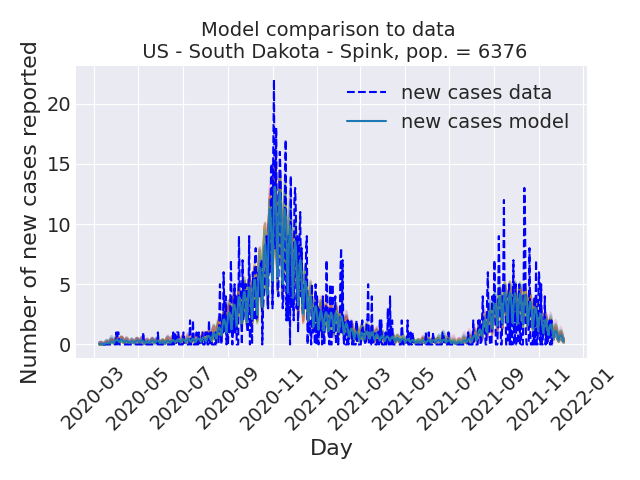 Model comparison to data
US - South Dakota - Spink, pop. = 6376
Number of new cases reported
20
15
10
5
0
new cases data
new cases model
2020-03
2020-05
2020-07
2020-09
2020-11
2021-01
2021-03
2021-05
2021-07
2021-09
2021-11
2022-01
Day